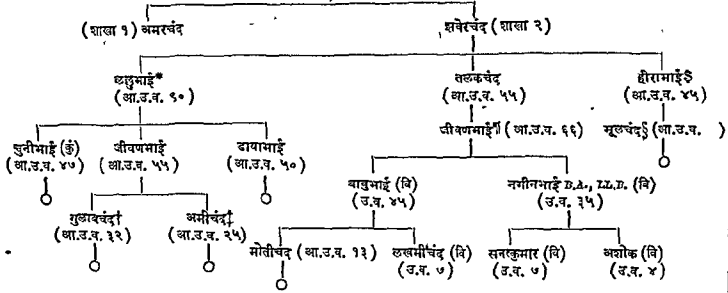 (शाखा १) अमरचंद झवेरचंद (शाखा २)
छलुभाई* तलकचंद हीराभाई$
(आ.उ.व. ९०) (आ.उ.व. ५५) (आ.उ.व. ४५)
जीवणभाई¶ (आ.उ.व. ६६) मूलचंद§ (आ.उ.व. )
चुनीभाई (कुं) जीवणभाई डायाभाई
(आ.उ.व. ४७) (आ.उ.व. ५५) (आ.उ.व. ५०)
बाबुभाई (वि) नगीनभाई B.A., LL.B. (वि)
(उ.व. ४५) (उ.व. ३५)
गुलाबचंद† अमीचंद‡
(आ.उ.व. ३२) (आ.उ.व. २५)
मोतीचंद (आ.उ.व. १३) लखमीचंद (वि) सनत्कुमार (वि) अशोक (वि)
(उ.व. ७) (उ.व. ७) (उ.व. ४)